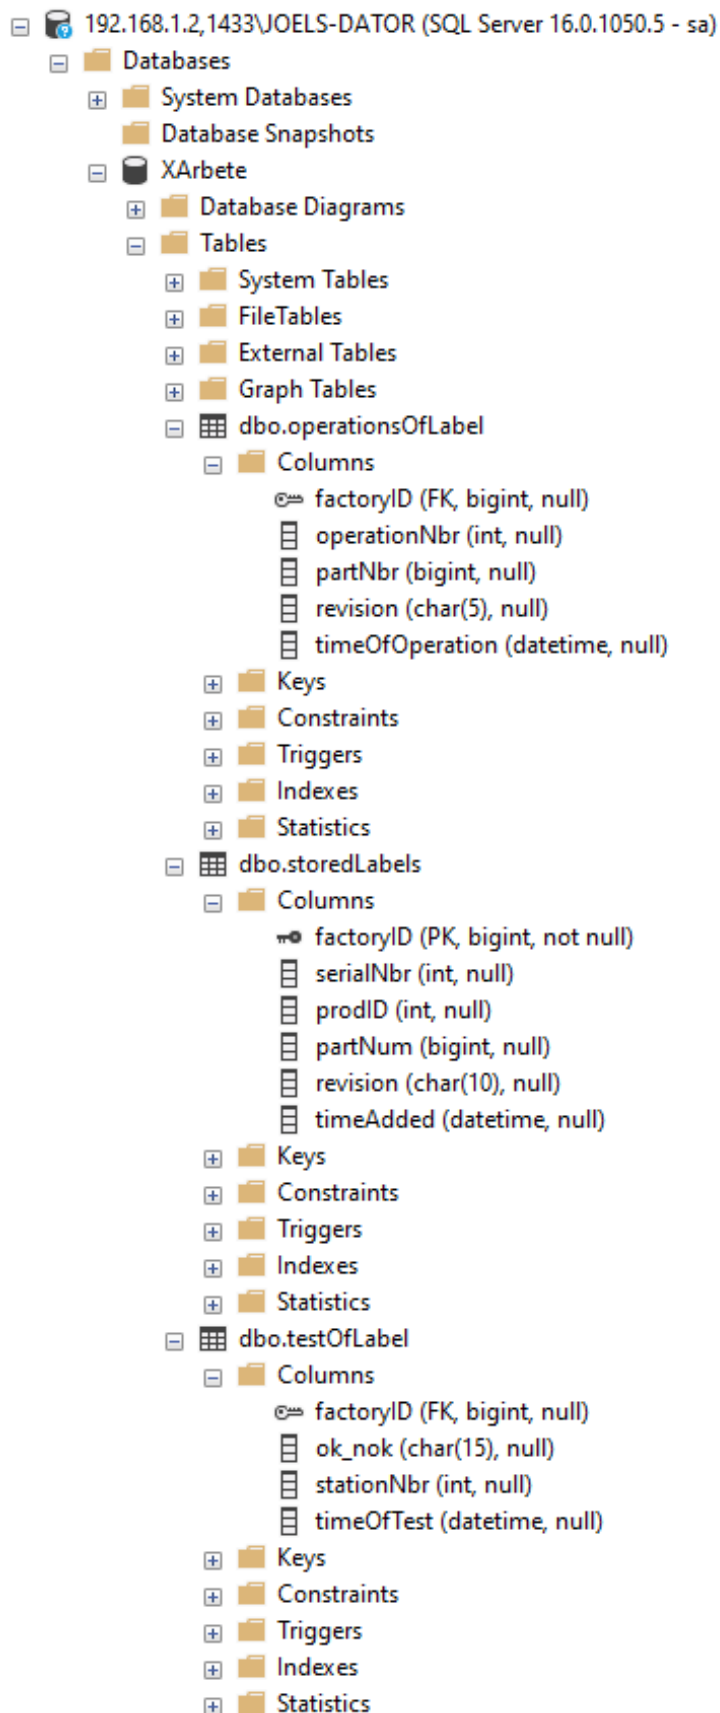 192.168.1.2,1433\JOELS-DATOR (SQL Server 16.0.1050.5 - sa)
Databases
System Databases
Database Snapshots
XArbete
Database Diagrams
Tables
System Tables
FileTables
External Tables
Graph Tables
dbo.operationsOfLabel
Columns
factoryID (FK, bigint, null)
operationNbr (int, null)
partNbr (bigint, null)
revision (char(5), null)
timeOfOperation (datetime, null)
Keys
Constraints
Triggers
Indexes
Statistics
dbo.storedLabels
Columns
factoryID (PK, bigint, not null)
serialNbr (int, null)
prodID (int, null)
partNum (bigint, null)
revision (char(10), null)
timeAdded (datetime, null)
Keys
Constraints
Triggers
Indexes
Statistics
dbo.testOfLabel
Columns
factoryID (FK, bigint, null)
ok_nok (char(15), null)
stationNbr (int, null)
timeOfTest (datetime, null)
Keys
Constraints
Triggers
Indexes
Statistics